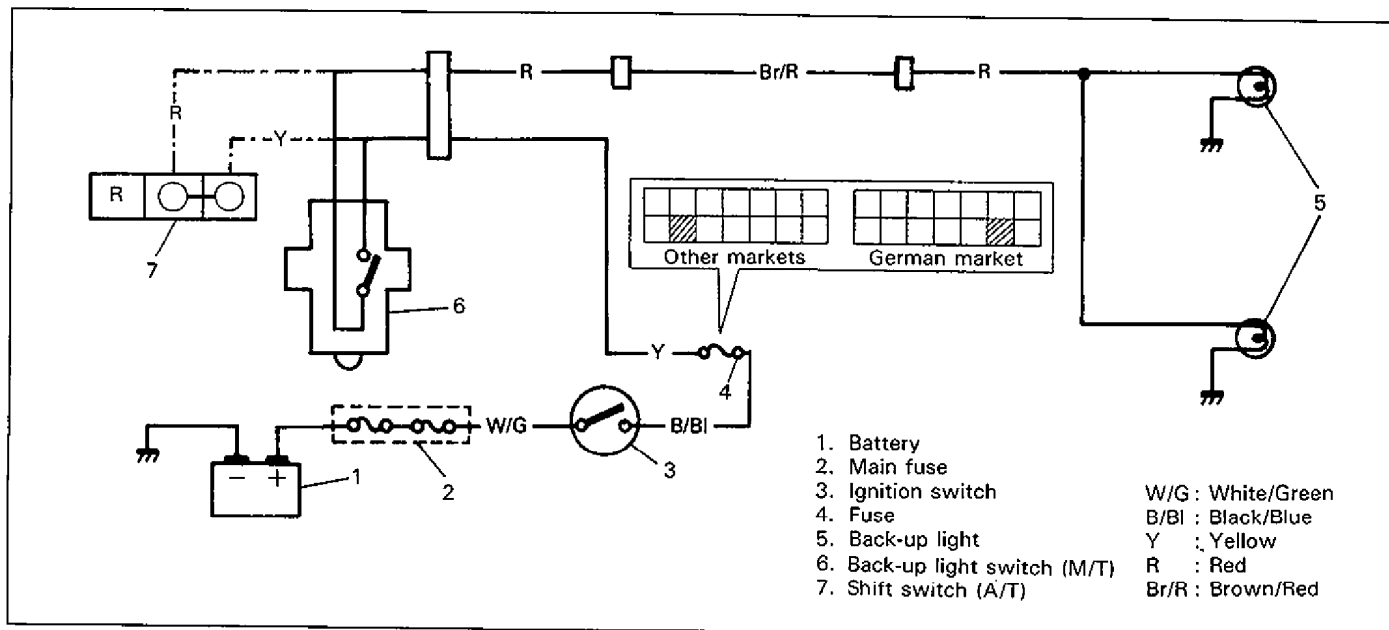 R
Br/R
R
R
Y
R
7
6
Other markets
German market
5
Y
4
W/G
B/Bl
3
2
1
− +
1. Battery
2. Main fuse
3. Ignition switch
4. Fuse
5. Back-up light
6. Back-up light switch (M/T)
7. Shift switch (A/T)
W/G : White/Green
B/Bl : Black/Blue
Y : Yellow
R : Red
Br/R : Brown/Red